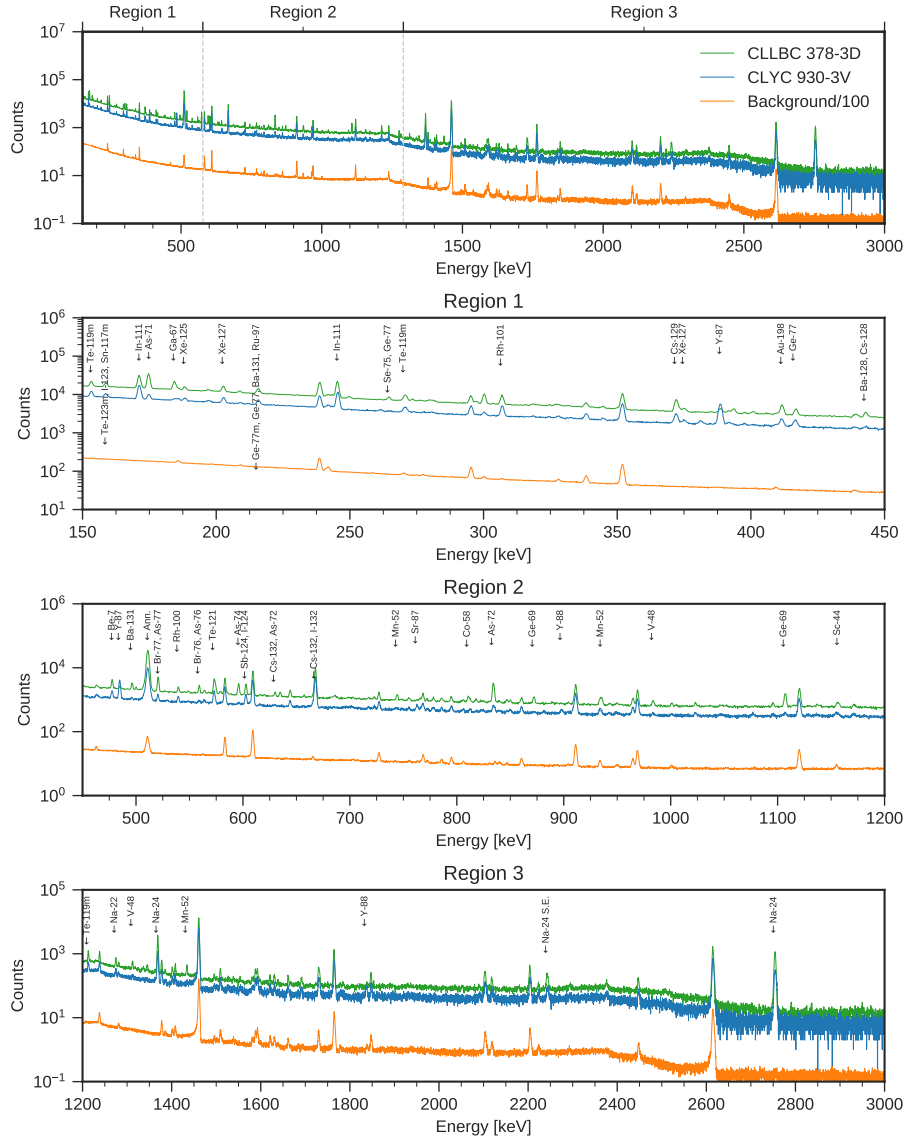 Region 1 Region 2 Region 3
10^7
10^5
10^3
10^1
10^−1
Counts
CLLBC 378-3D
CLYC 930-3V
Background/100
500 1000 1500 2000 2500 3000
Energy [keV]
Region 1
10^6
10^5
10^4
10^3
10^2
10^1
Counts
← Te-119m
← Te-123m, I-123, Sn-117m
← In-111
← As-71
← Ga-67
← Xe-125
← Xe-127
← Ge-77m, Ge-77, Ba-131, Ru-97
← In-111
← Se-75, Ge-77
← Te-119m
← Rh-101
← Cs-129
← Xe-127
← Y-87
← Au-198
← Ge-77
← Ba-128, Cs-128
150 200 250 300 350 400 450
Energy [keV]
Region 2
10^6
10^4
10^2
10^0
Counts
← Be-7
← Y-87
← Ba-131
← Ann.
← Br-77, As-77
← Rh-100
← Br-76, As-76
← Te-121
← As-74
← Sb-124, I-124
← Cs-132, As-72
← Cs-132, I-132
← Mn-52
← Sr-87
← Co-58
← As-72
← Ge-69
← Y-88
← Mn-52
← V-48
← Ge-69
← Sc-44
500 600 700 800 900 1000 1100 1200
Energy [keV]
Region 3
10^5
10^3
10^1
10^−1
Counts
← Te-119m
← Na-22
← V-48
← Na-24
← Mn-52
← Y-88
← Na-24 S.E.
← Na-24
1200 1400 1600 1800 2000 2200 2400 2600 2800 3000
Energy [keV]